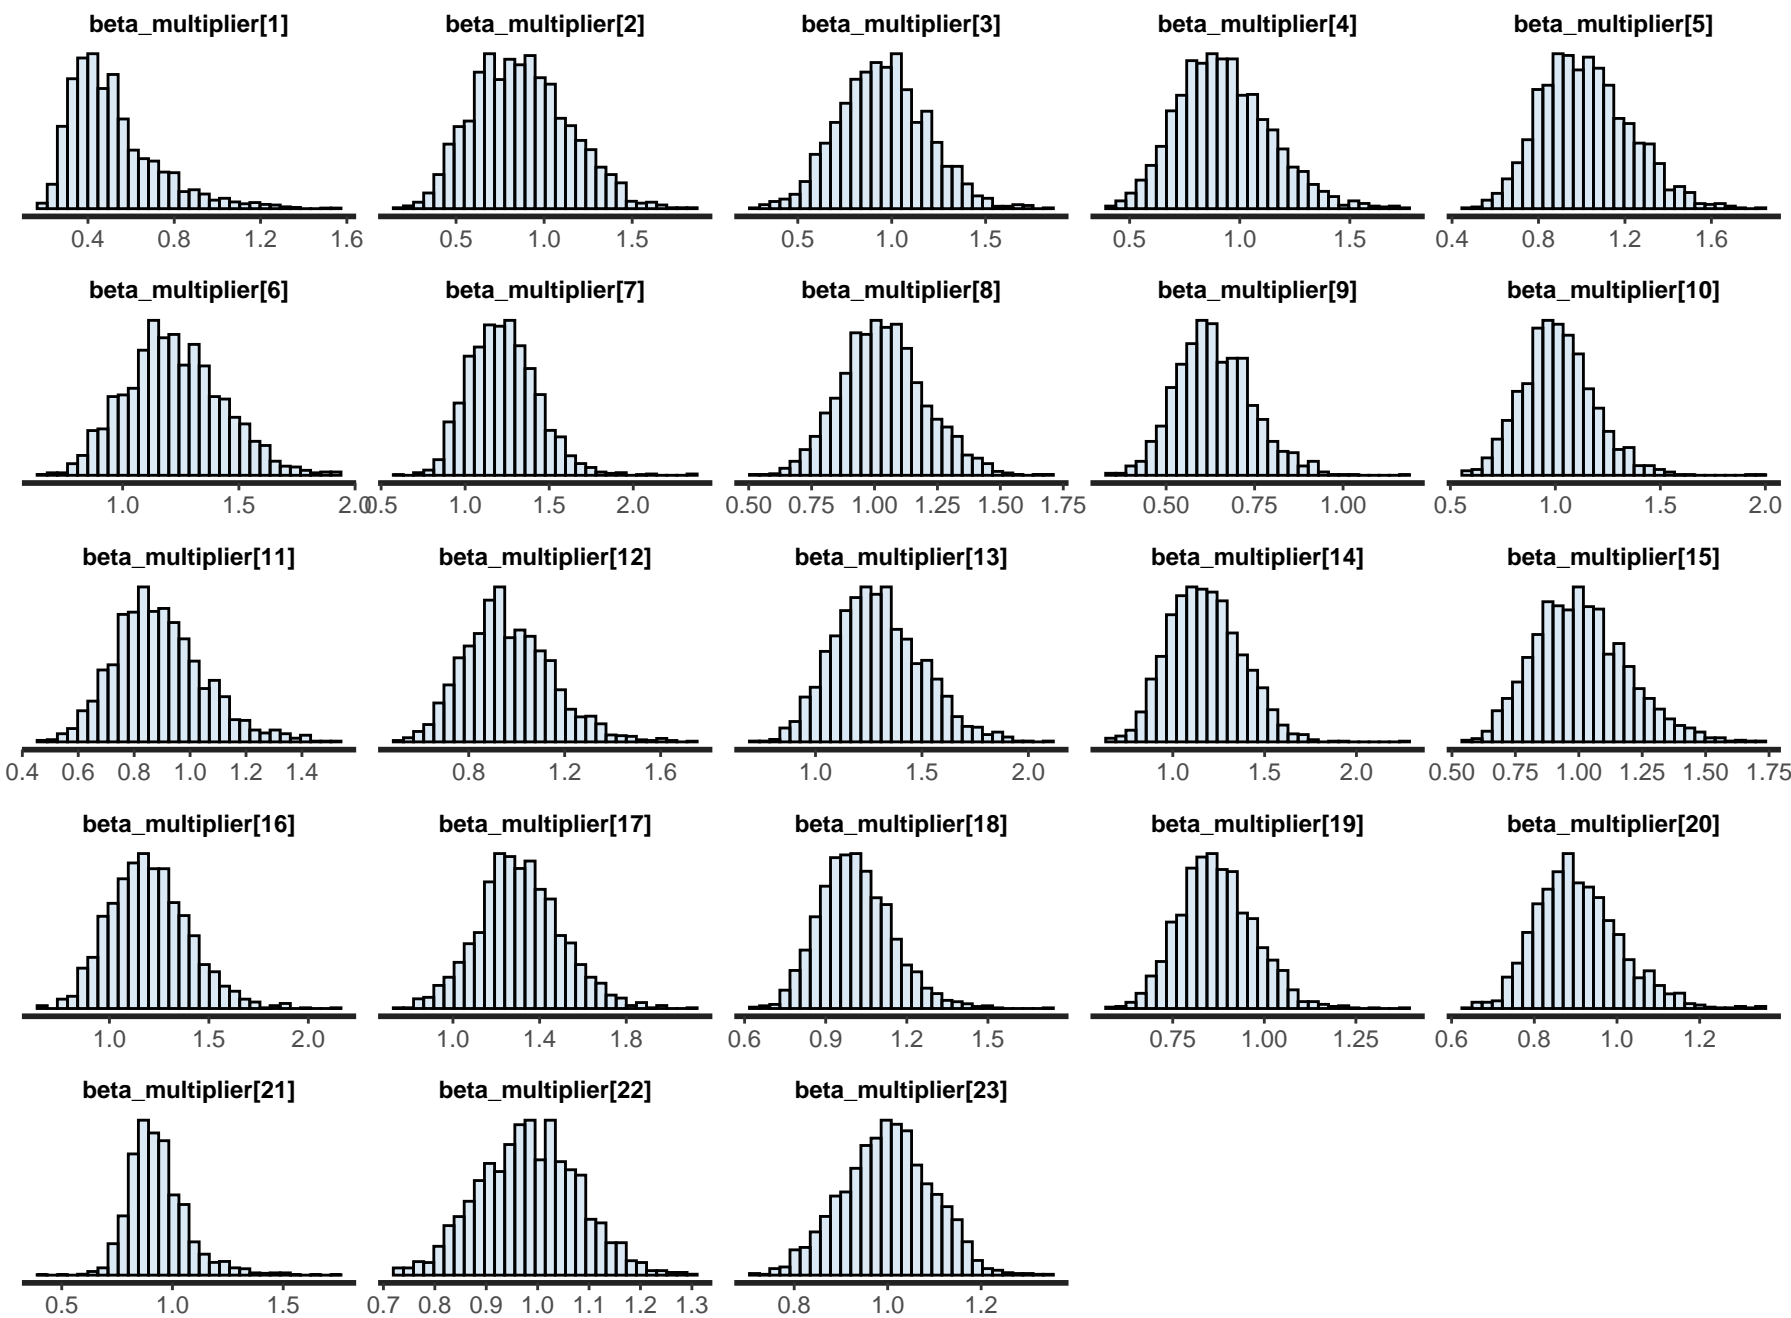 beta_multiplier[1] beta_multiplier[2] beta_multiplier[3] beta_multiplier[4] beta_multiplier[5]
0.4 0.8 1.2 1.6 0.5 1.0 1.5 0.5 1.0 1.5 0.5 1.0 1.5 0.4 0.8 1.2 1.6
beta_multiplier[6] beta_multiplier[7] beta_multiplier[8] beta_multiplier[9] beta_multiplier[10]
1.0 1.5 2.0 0.5 1.0 1.5 2.0 0.50 0.75 1.00 1.25 1.50 1.75 0.50 0.75 1.00 0.5 1.0 1.5 2.0
beta_multiplier[11] beta_multiplier[12] beta_multiplier[13] beta_multiplier[14] beta_multiplier[15]
0.4 0.6 0.8 1.0 1.2 1.4 0.8 1.2 1.6 1.0 1.5 2.0 1.0 1.5 2.0 0.50 0.75 1.00 1.25 1.50 1.75
beta_multiplier[16] beta_multiplier[17] beta_multiplier[18] beta_multiplier[19] beta_multiplier[20]
1.0 1.5 2.0 1.0 1.4 1.8 0.6 0.9 1.2 1.5 0.75 1.00 1.25 0.6 0.8 1.0 1.2
beta_multiplier[21] beta_multiplier[22] beta_multiplier[23]
0.5 1.0 1.5 0.7 0.8 0.9 1.0 1.1 1.2 1.3 0.8 1.0 1.2